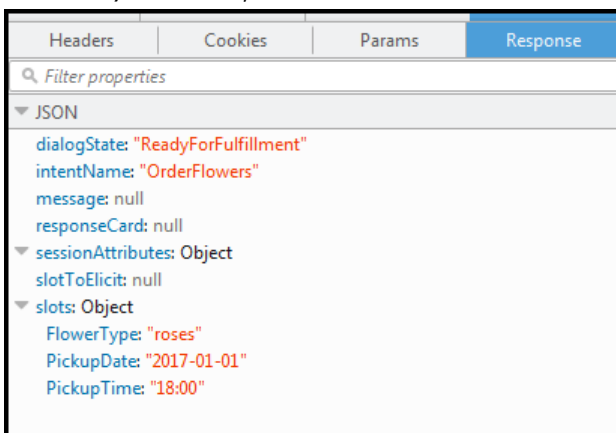 Headers Cookies Params Response
Filter properties
JSON
dialogState: "ReadyForFulfillment"
intentName: "OrderFlowers"
message: null
responseCard: null
sessionAttributes: Object
slotToElicit: null
slots: Object
FlowerType: "roses"
PickupDate: "2017-01-01"
PickupTime: "18:00"